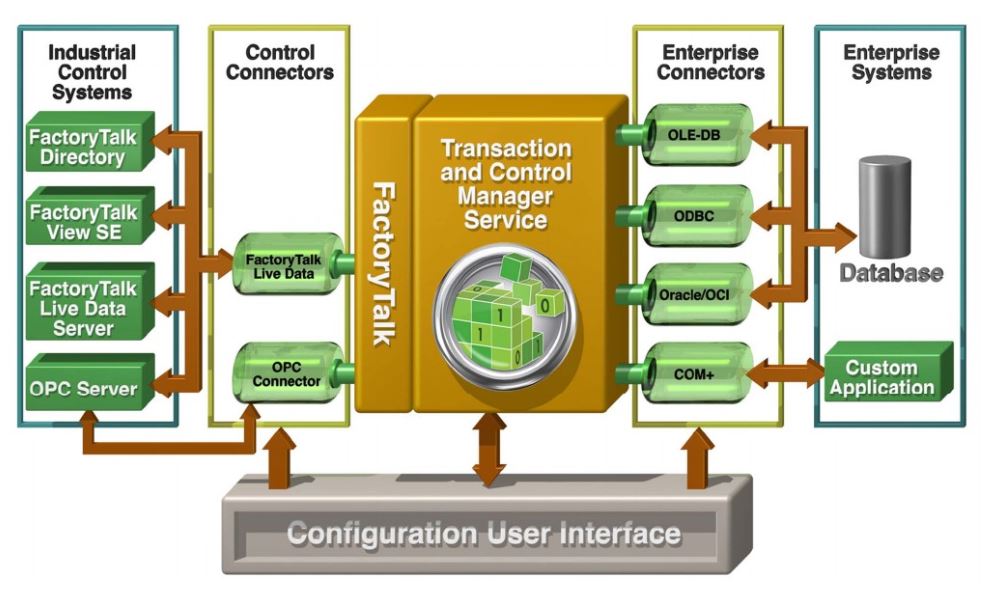 Industrial
Control
Systems
FactoryTalk
Directory
FactoryTalk
View SE
FactoryTalk
Live Data
Server
OPC Server
Control
Connectors
FactoryTalk
Live Data
OPC
Connector
FactoryTalk
Transaction
and Control
Manager
Service
0
1
0
1
0
1
Enterprise
Connectors
OLE-DB
ODBC
Oracle/OCI
COM+
Enterprise
Systems
Database
Custom
Application
Configuration User Interface